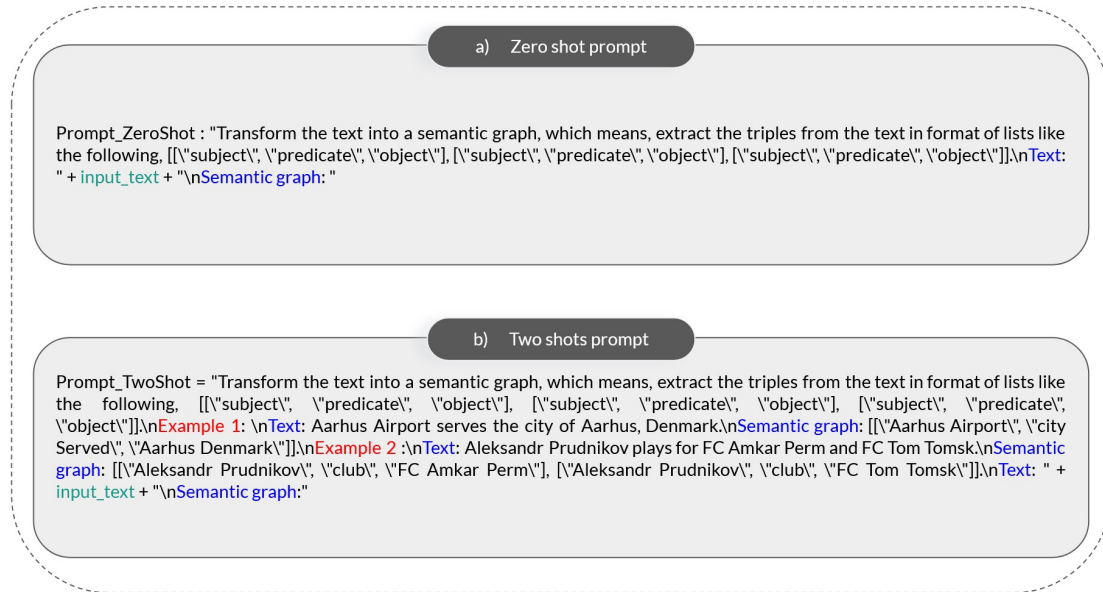 a) Zero shot prompt
Prompt_ZeroShot : "Transform the text into a semantic graph, which means, extract the triples from the text in format of lists like
the following, [[\"subject\", \"predicate\", \"object\"], [\"subject\", \"predicate\", \"object\"], [\"subject\", \"predicate\", \"object\"]].\nText:
" + input_text + "\nSemantic graph: "
b) Two shots prompt
Prompt_TwoShot = "Transform the text into a semantic graph, which means, extract the triples from the text in format of lists like
the following, [[\"subject\", \"predicate\", \"object\"], [\"subject\", \"predicate\", \"object\"], [\"subject\", \"predicate\",
\"object\"]].\nExample 1: \nText: Aarhus Airport serves the city of Aarhus, Denmark.\nSemantic graph: [[\"Aarhus Airport\", \"city
Served\", \"Aarhus Denmark\"]].\nExample 2 :\nText: Aleksandr Prudnikov plays for FC Amkar Perm and FC Tom Tomsk.\nSemantic
graph: [[\"Aleksandr Prudnikov\", \"club\", \"FC Amkar Perm\"], [\"Aleksandr Prudnikov\", \"club\", \"FC Tom Tomsk\"]].\nText: " +
input_text + "\nSemantic graph:"